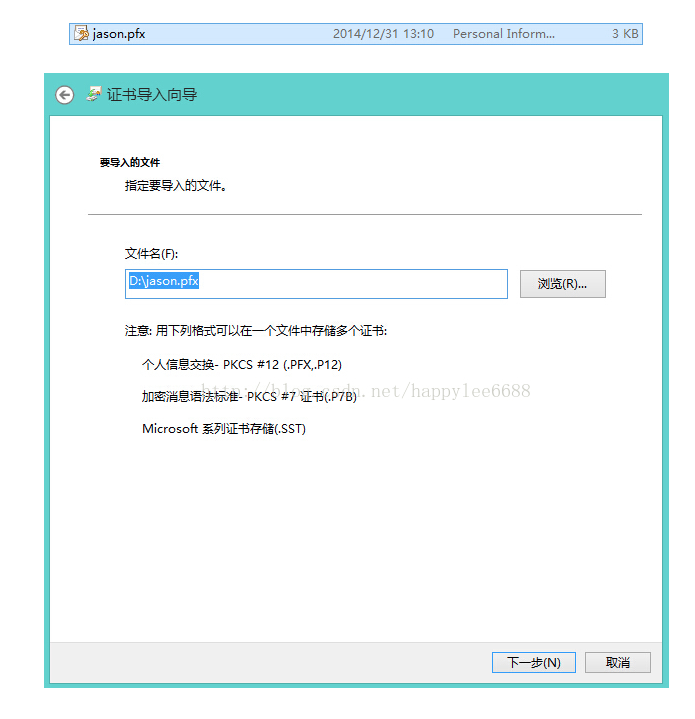 jason.pfx 2014/12/31 13:10 Personal Inform... 3 KB
证书导入向导
要导入的文件
指定要导入的文件。
文件名(F):
D:\jason.pfx 浏览(R)...
注意: 用下列格式可以在一个文件中存储多个证书:
个人信息交换- PKCS #12 (.PFX,.P12)
http://blog.csdn.net/happylee6688
加密消息语法标准- PKCS #7 证书(.P7B)
Microsoft 系列证书存储(.SST)
下一步(N) 取消